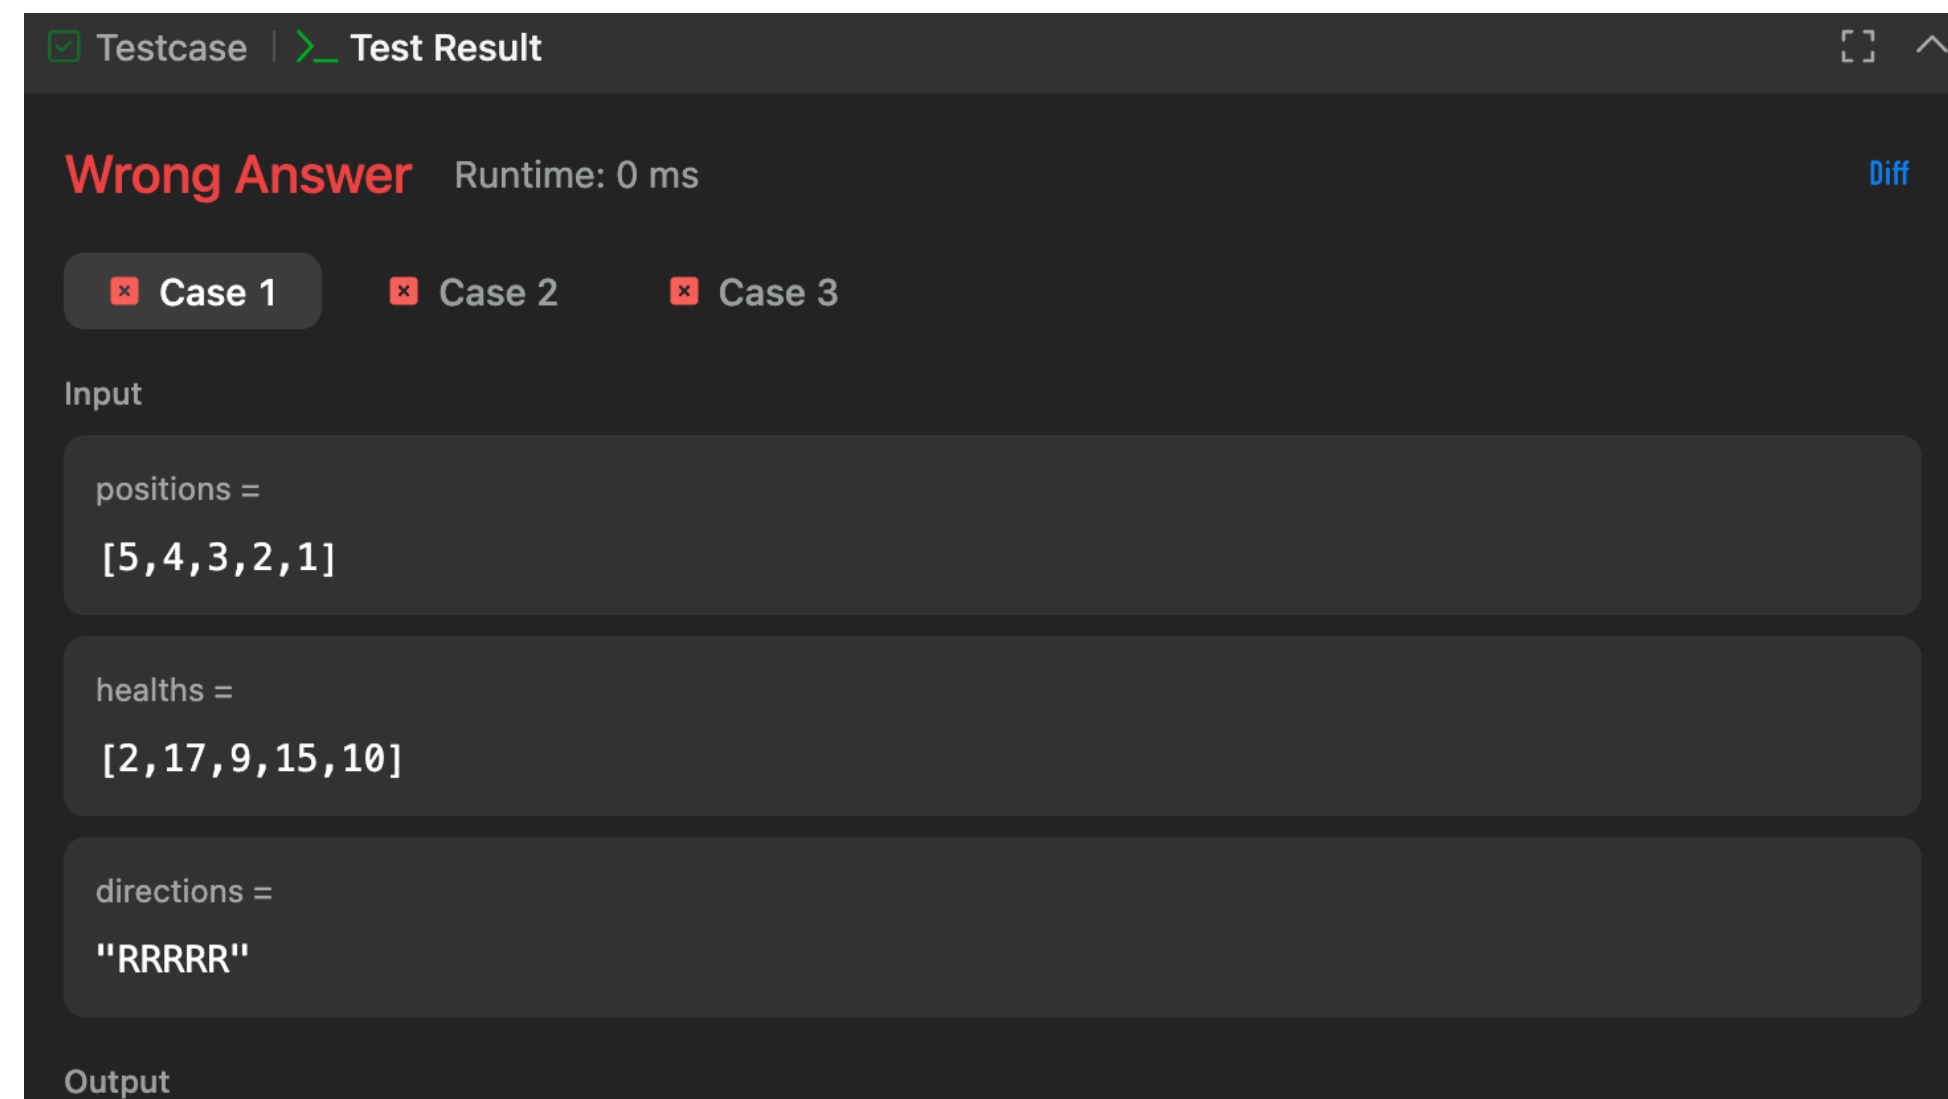 Testcase | >_ Test Result
Wrong Answer Runtime: 0 ms Diff
Case 1 Case 2 Case 3
Input
positions =
[5,4,3,2,1]
healths =
[2,17,9,15,10]
directions =
"RRRRR"
Output